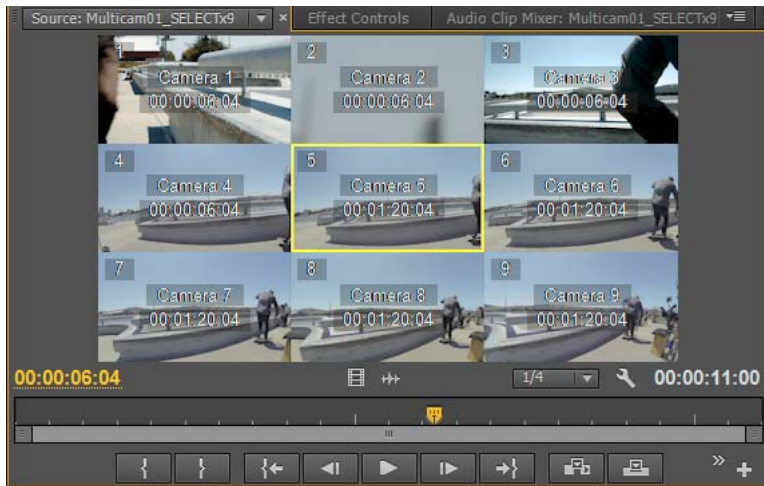 Source: Multicam01_SELECTx9
Effect Controls
Audio Clip Mixer: Multicam01_SELECTx9
1
Camera 1
00:00:06:04
2
Camera 2
00:00:06:04
3
Camera 3
00:00:06:04
4
Camera 4
00:00:06:04
5
Camera 5
00:01:20:04
6
Camera 6
00:01:20:04
7
Camera 7
00:01:20:04
8
Camera 8
00:01:20:04
9
Camera 9
00:01:20:04
00:00:06:04
1/4
00:00:11:00